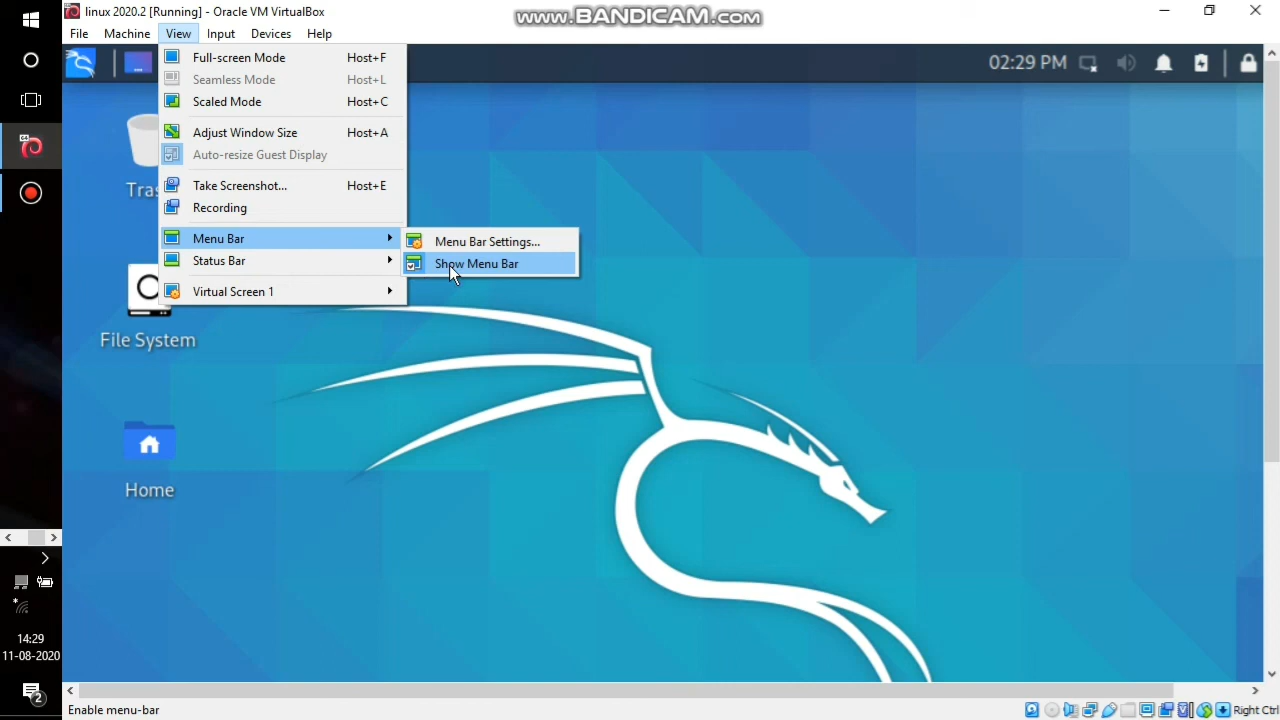 linux 2020.2 [Running] - Oracle VM VirtualBox
www.BANDICAM.com
File Machine View Input Devices Help
Full-screen Mode Host+F
Seamless Mode Host+L
Scaled Mode Host+C
Adjust Window Size Host+A
Auto-resize Guest Display
Take Screenshot... Host+E
Recording
Menu Bar
Status Bar
Virtual Screen 1
Menu Bar Settings...
Show Menu Bar
02:29 PM
Tras
File System
Home
14:29
11-08-2020
2
Enable menu-bar
Right Ctrl